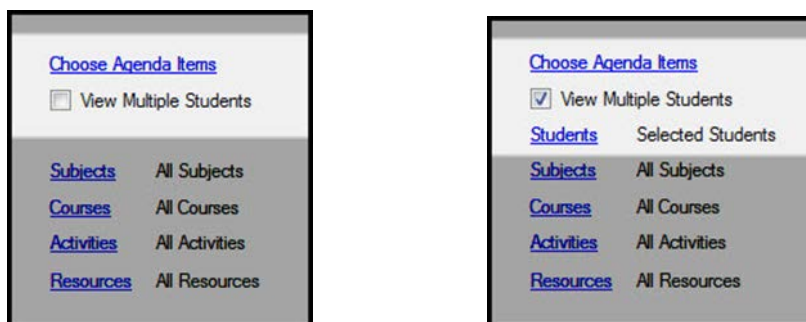 Choose Agenda Items
View Multiple Students
Subjects All Subjects
Courses All Courses
Activities All Activities
Resources All Resources
Choose Agenda Items
View Multiple Students
Students Selected Students
Subjects All Subjects
Courses All Courses
Activities All Activities
Resources All Resources